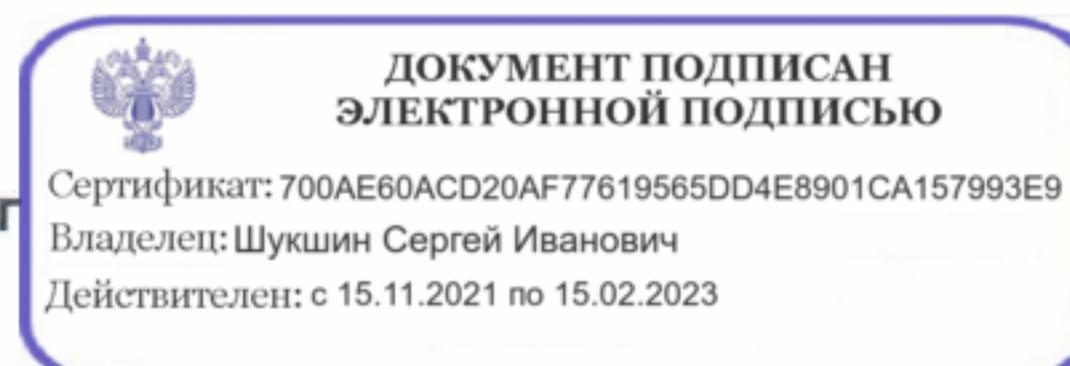 ДОКУМЕНТ ПОДПИСАН
ЭЛЕКТРОННОЙ ПОДПИСЬЮ
Сертификат: 700AE60ACD20AF77619565DD4E8901CA157993E9
Владелец: Шукшин Сергей Иванович
Действителен: с 15.11.2021 по 15.02.2023